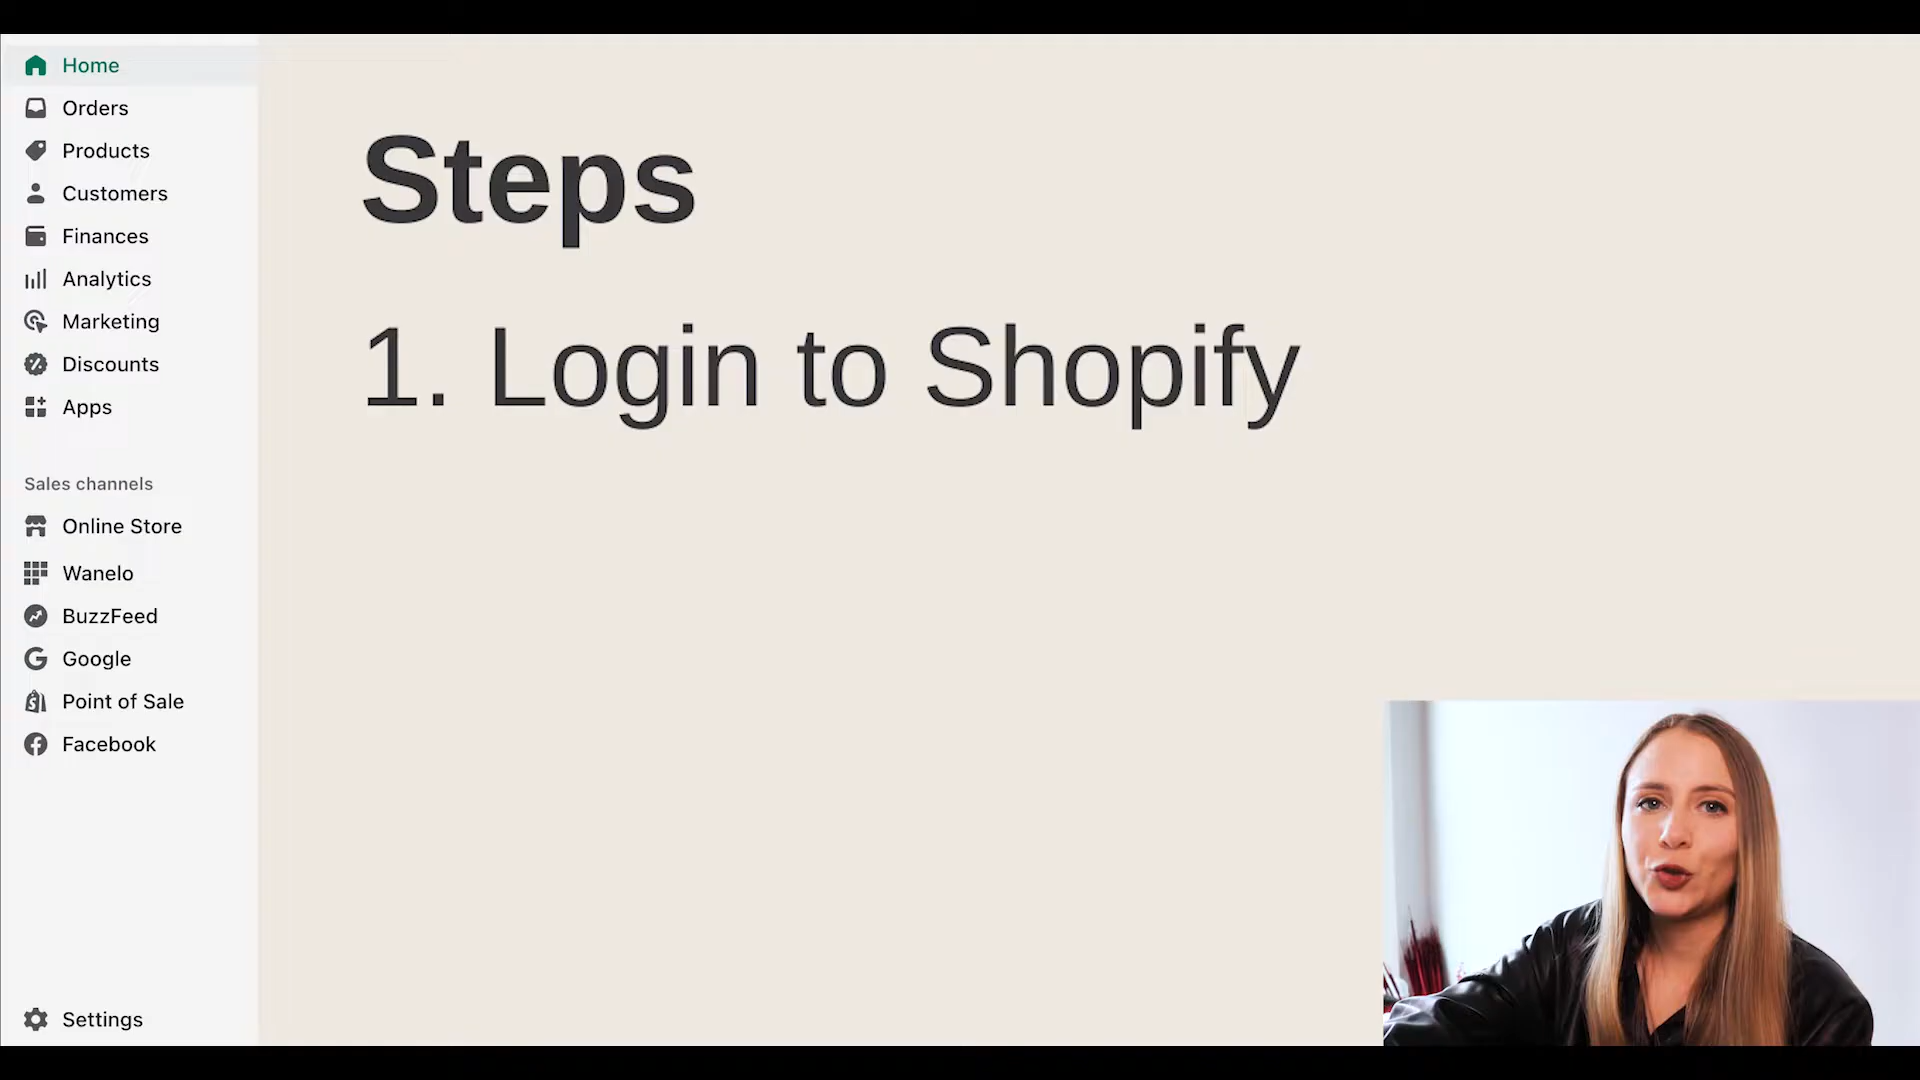 Home
Orders
Products
Customers
Finances
Analytics
Marketing
Discounts
Apps
Sales channels
Online Store
Wanelo
BuzzFeed
Google
Point of Sale
Facebook
Settings
Steps
1. Login to Shopify